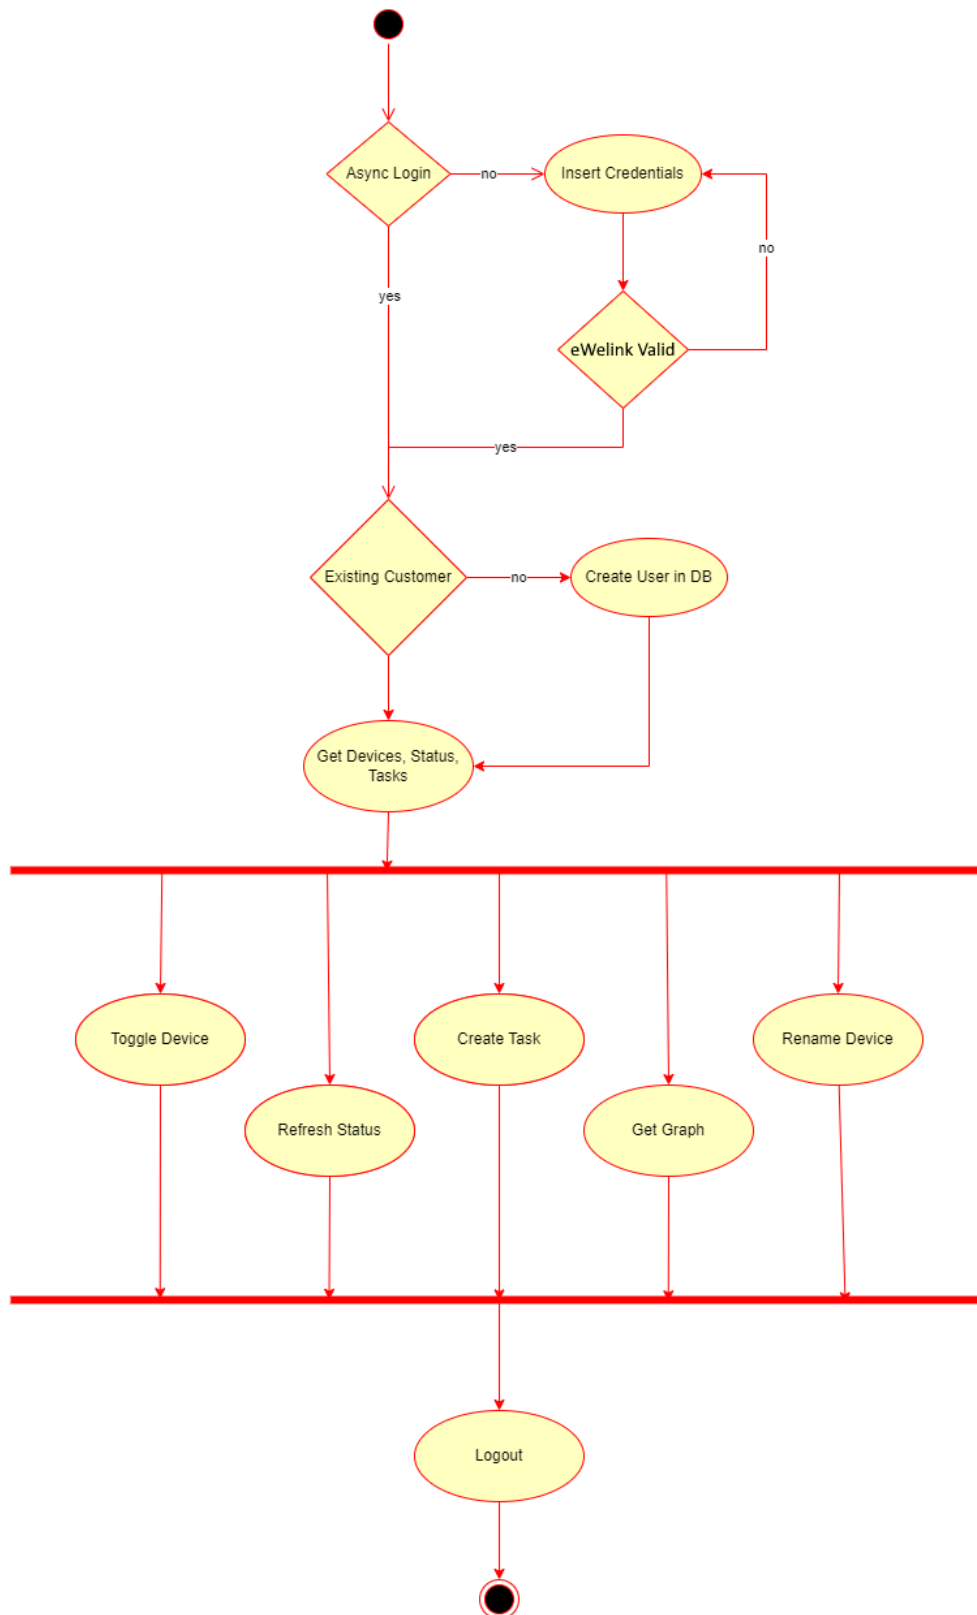 Async Login
no
Insert Credentials
no
yes
eWelink Valid
yes
Existing Customer
no
Create User in DB
Get Devices, Status,
Tasks
Toggle Device
Create Task
Rename Device
Refresh Status
Get Graph
Logout